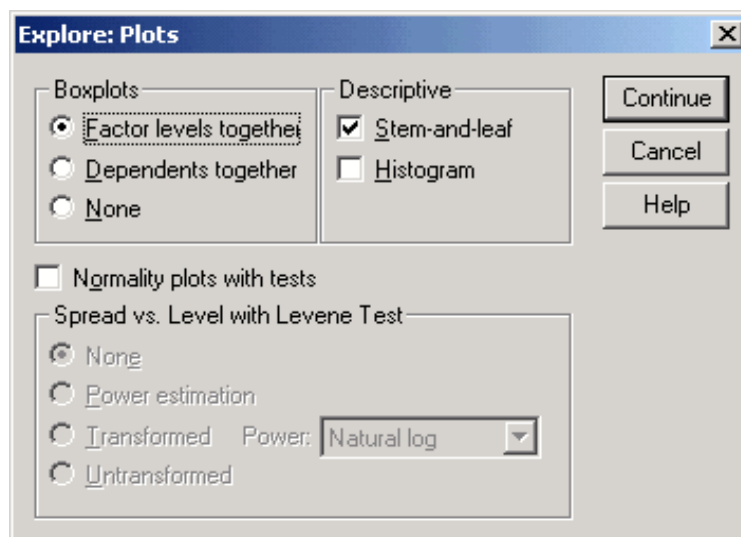 Explore: Plots
Boxplots
Factor levels together
Dependents together
None
Descriptive
Stem-and-leaf
Histogram
Continue
Cancel
Help
Normality plots with tests
Spread vs. Level with Levene Test
None
Power estimation
Transformed Power: Natural log
Untransformed